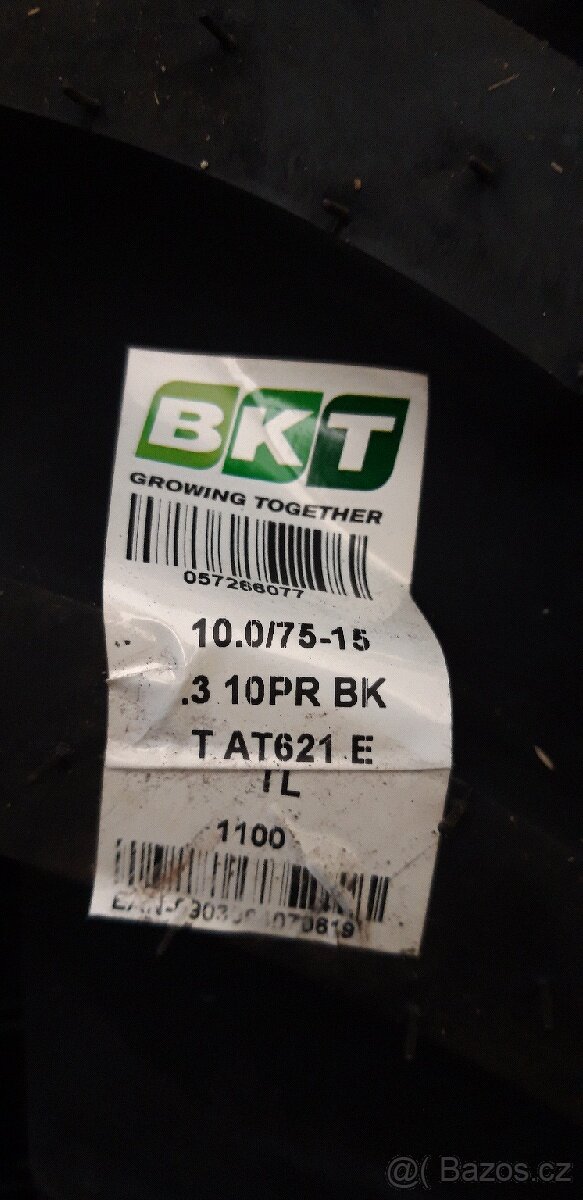 BKT
GROWING TOGETHER
057266077
10.0/75-15
.3 10PR BK
T AT621 E
TL
1100
@( Bazos.cz